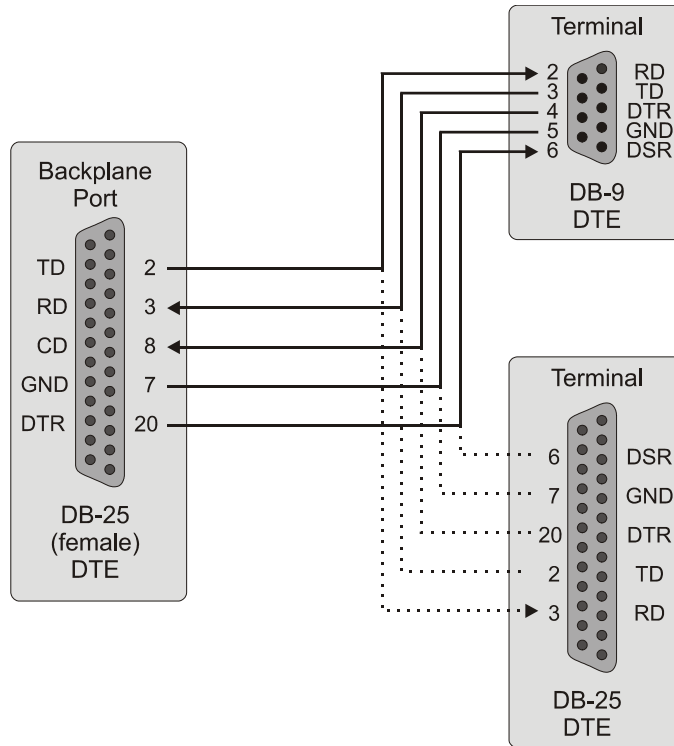 Terminal
2 RD
3 TD
4 DTR
5 GND
6 DSR
DB-9
DTE
Backplane
Port
TD 2
RD 3
CD 8
GND 7
DTR 20
DB-25
(female)
DTE
Terminal
6 DSR
7 GND
20 DTR
2 TD
3 RD
DB-25
DTE